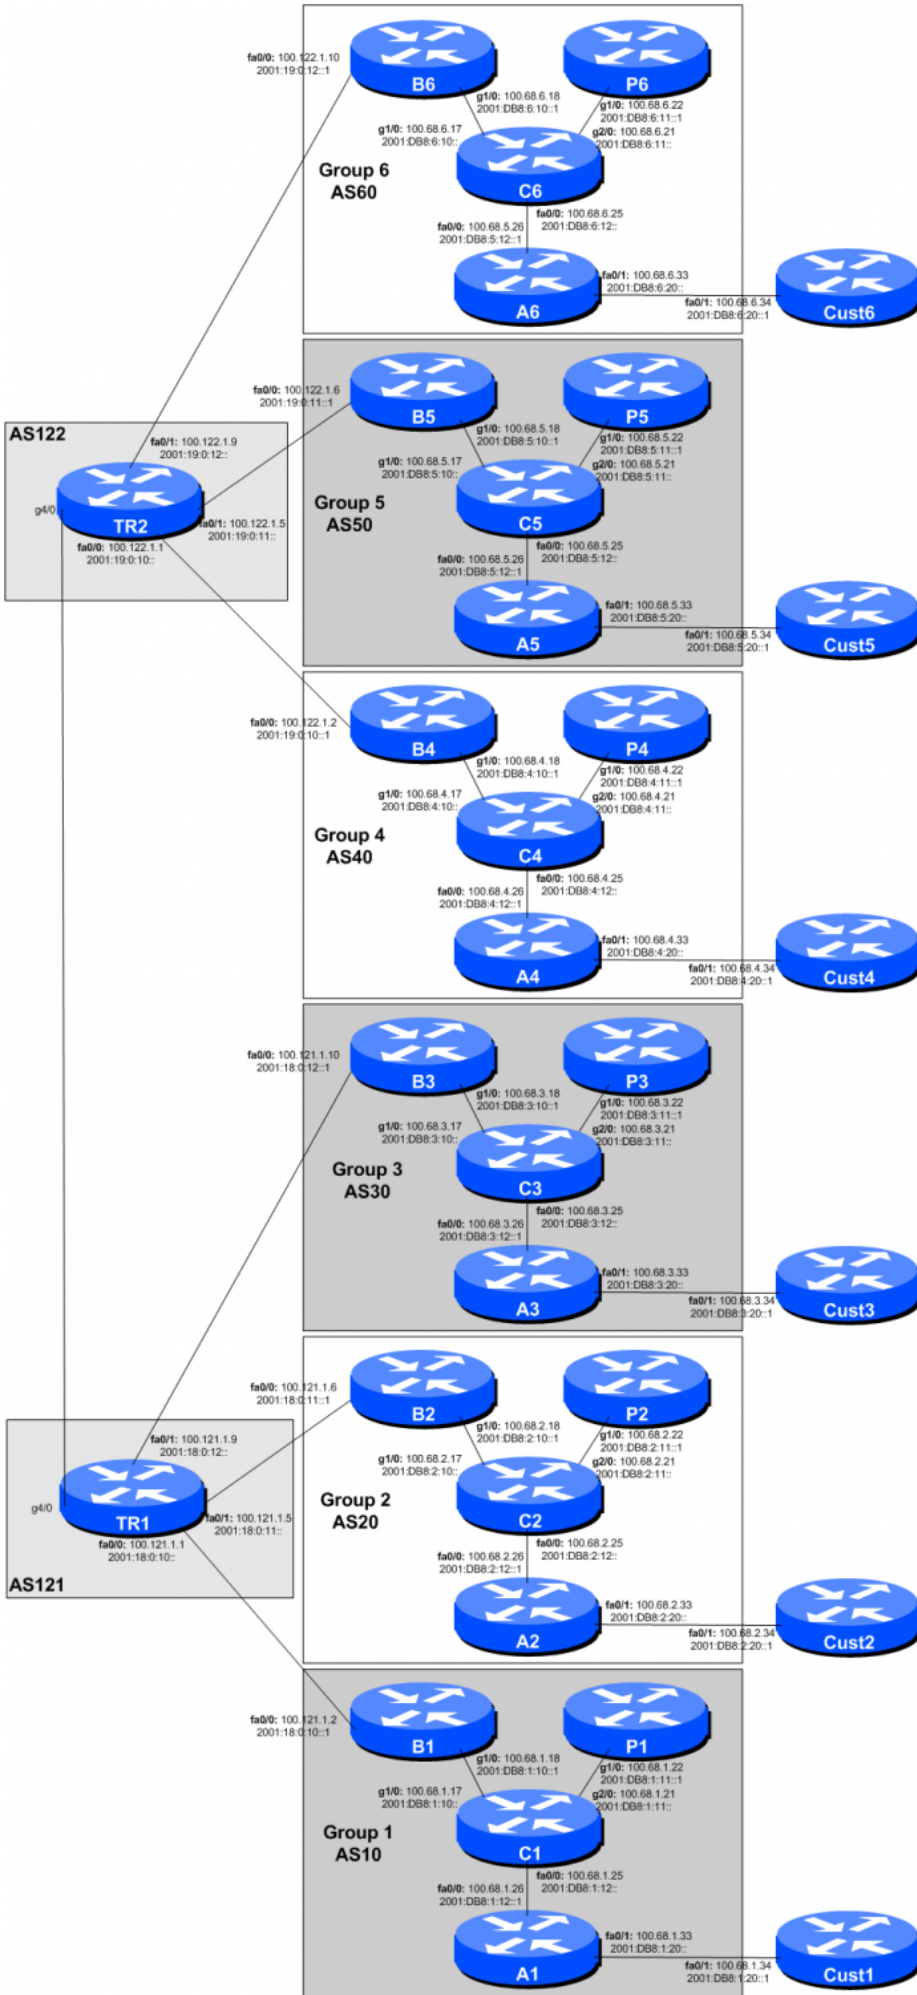 fa0/0: 100.122.1.10
2001:19:0:12::1
B6
P6
g1/0: 100.68.6.18
2001:DB8:6:10::1
g1/0: 100.68.6.22
2001:DB8:6:11::1
g1/0: 100.68.6.17
2001:DB8:6:10::
g2/0: 100.68.6.21
2001:DB8:6:11::
Group 6
AS60
C6
fa0/0: 100.68.6.25
2001:DB8:6:12::
fa0/0: 100.68.5.26
2001:DB8:5:12::1
A6
fa0/1: 100.68.6.33
2001:DB8:6:20::
fa0/1: 100.68.6.34
2001:DB8:6:20::1
Cust6
fa0/0: 100.122.1.6
2001:19:0:11::1
B5
P5
g1/0: 100.68.5.18
2001:DB8:5:10::1
g1/0: 100.68.5.22
2001:DB8:5:11::1
g1/0: 100.68.5.17
2001:DB8:5:10::
g2/0: 100.68.5.21
2001:DB8:5:11::
Group 5
AS50
C5
fa0/0: 100.68.5.25
2001:DB8:5:12::
fa0/0: 100.68.5.26
2001:DB8:5:12::1
A5
fa0/1: 100.68.5.33
2001:DB8:5:20::
fa0/1: 100.68.5.34
2001:DB8:5:20::1
Cust5
AS122
fa0/1: 100.122.1.9
2001:19:0:12::
g4/0
TR2
fa0/1: 100.122.1.5
2001:19:0:11::
fa0/0: 100.122.1.1
2001:19:0:10::
fa0/0: 100.122.1.2
2001:19:0:10::1
B4
P4
g1/0: 100.68.4.18
2001:DB8:4:10::1
g1/0: 100.68.4.22
2001:DB8:4:11::1
g1/0: 100.68.4.17
2001:DB8:4:10::
g2/0: 100.68.4.21
2001:DB8:4:11::
Group 4
AS40
C4
fa0/0: 100.68.4.25
2001:DB8:4:12::
fa0/0: 100.68.4.26
2001:DB8:4:12::1
A4
fa0/1: 100.68.4.33
2001:DB8:4:20::
fa0/1: 100.68.4.34
2001:DB8:4:20::1
Cust4
fa0/0: 100.121.1.10
2001:18:0:12::1
B3
P3
g1/0: 100.68.3.18
2001:DB8:3:10::1
g1/0: 100.68.3.22
2001:DB8:3:11::1
g1/0: 100.68.3.17
2001:DB8:3:10::
g2/0: 100.68.3.21
2001:DB8:3:11::
Group 3
AS30
C3
fa0/0: 100.68.3.25
2001:DB8:3:12::
fa0/0: 100.68.3.26
2001:DB8:3:12::1
A3
fa0/1: 100.68.3.33
2001:DB8:3:20::
fa0/1: 100.68.3.34
2001:DB8:3:20::1
Cust3
fa0/0: 100.121.1.6
2001:18:0:11::1
B2
P2
g1/0: 100.68.2.18
2001:DB8:2:10::1
g1/0: 100.68.2.22
2001:DB8:2:11::1
g1/0: 100.68.2.17
2001:DB8:2:10::
g2/0: 100.68.2.21
2001:DB8:2:11::
Group 2
AS20
C2
fa0/0: 100.68.2.25
2001:DB8:2:12::
fa0/0: 100.68.2.26
2001:DB8:2:12::1
A2
fa0/1: 100.68.2.33
2001:DB8:2:20::
fa0/1: 100.68.2.34
2001:DB8:2:20::1
Cust2
fa0/1: 100.121.1.9
2001:18:0:12::
g4/0
TR1
fa0/1: 100.121.1.5
2001:18:0:11::
fa0/0: 100.121.1.1
2001:18:0:10::
AS121
fa0/0: 100.121.1.2
2001:18:0:10::1
B1
P1
g1/0: 100.68.1.18
2001:DB8:1:10::1
g1/0: 100.68.1.22
2001:DB8:1:11::1
g1/0: 100.68.1.17
2001:DB8:1:10::
g2/0: 100.68.1.21
2001:DB8:1:11::
Group 1
AS10
C1
fa0/0: 100.68.1.25
2001:DB8:1:12::
fa0/0: 100.68.1.26
2001:DB8:1:12::1
A1
fa0/1: 100.68.1.33
2001:DB8:1:20::
fa0/1: 100.68.1.34
2001:DB8:1:20::1
Cust1